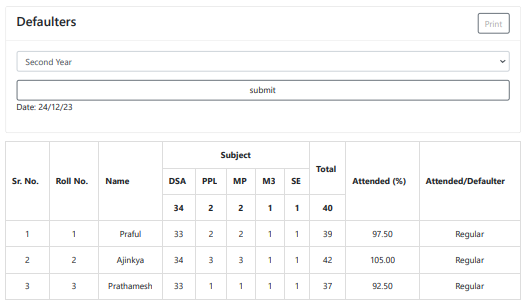 Defaulters
Print
Second Year
submit
Date: 24/12/23
Sr. No. Roll No. Name Subject Total Attended (%) Attended/Defaulter
DSA PPL MP M3 SE
34 2 2 1 1 40
1 1 Praful 33 2 2 1 1 39 97.50 Regular
2 2 Ajinkya 34 3 3 1 1 42 105.00 Regular
3 3 Prathamesh 33 1 1 1 1 37 92.50 Regular